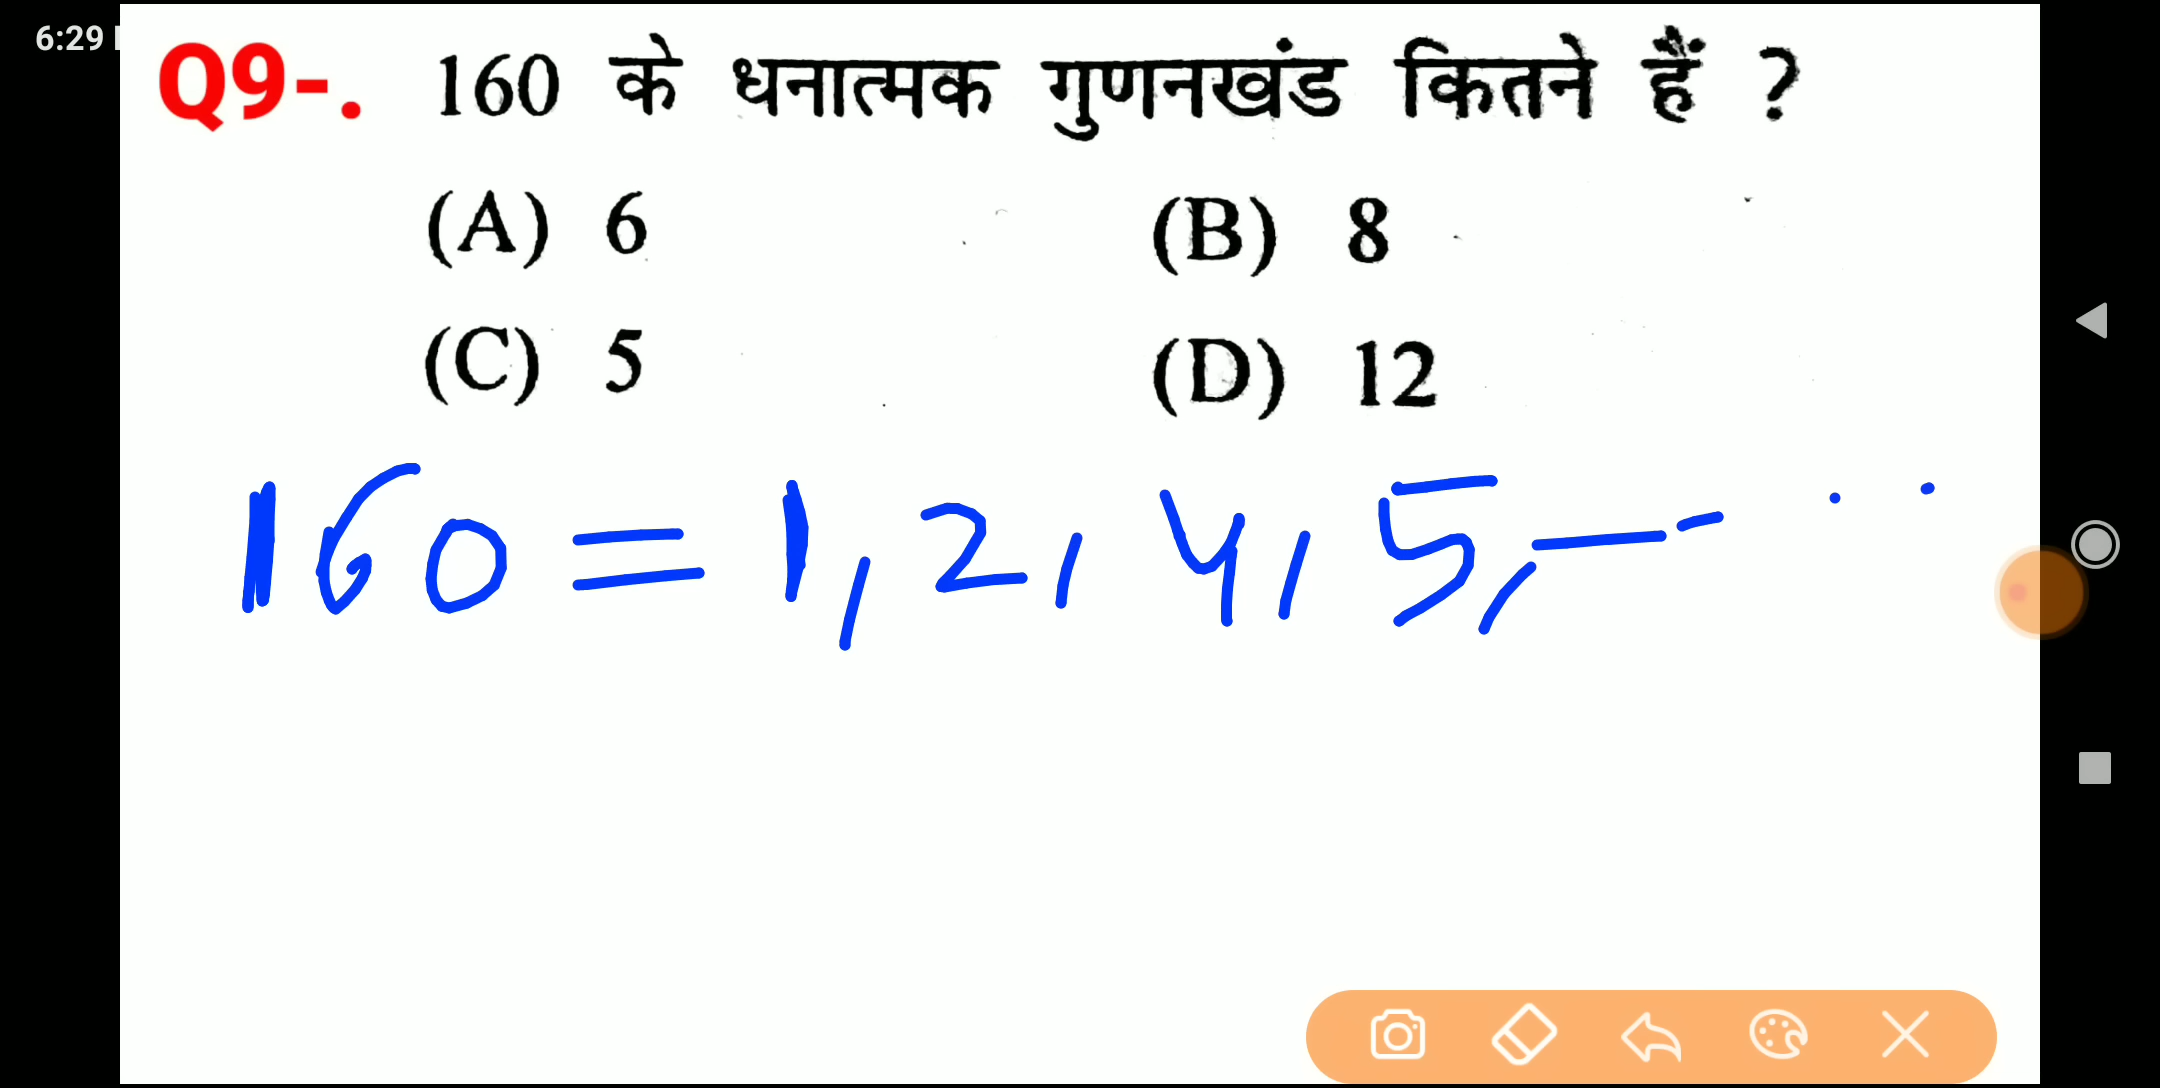 6:29
Q9-. 160 के धनात्मक गुणनखंड कितने हैं ?
(A) 6 (B) 8
(C) 5 (D) 12
160 = 1, 2, 4, 5, - - . .